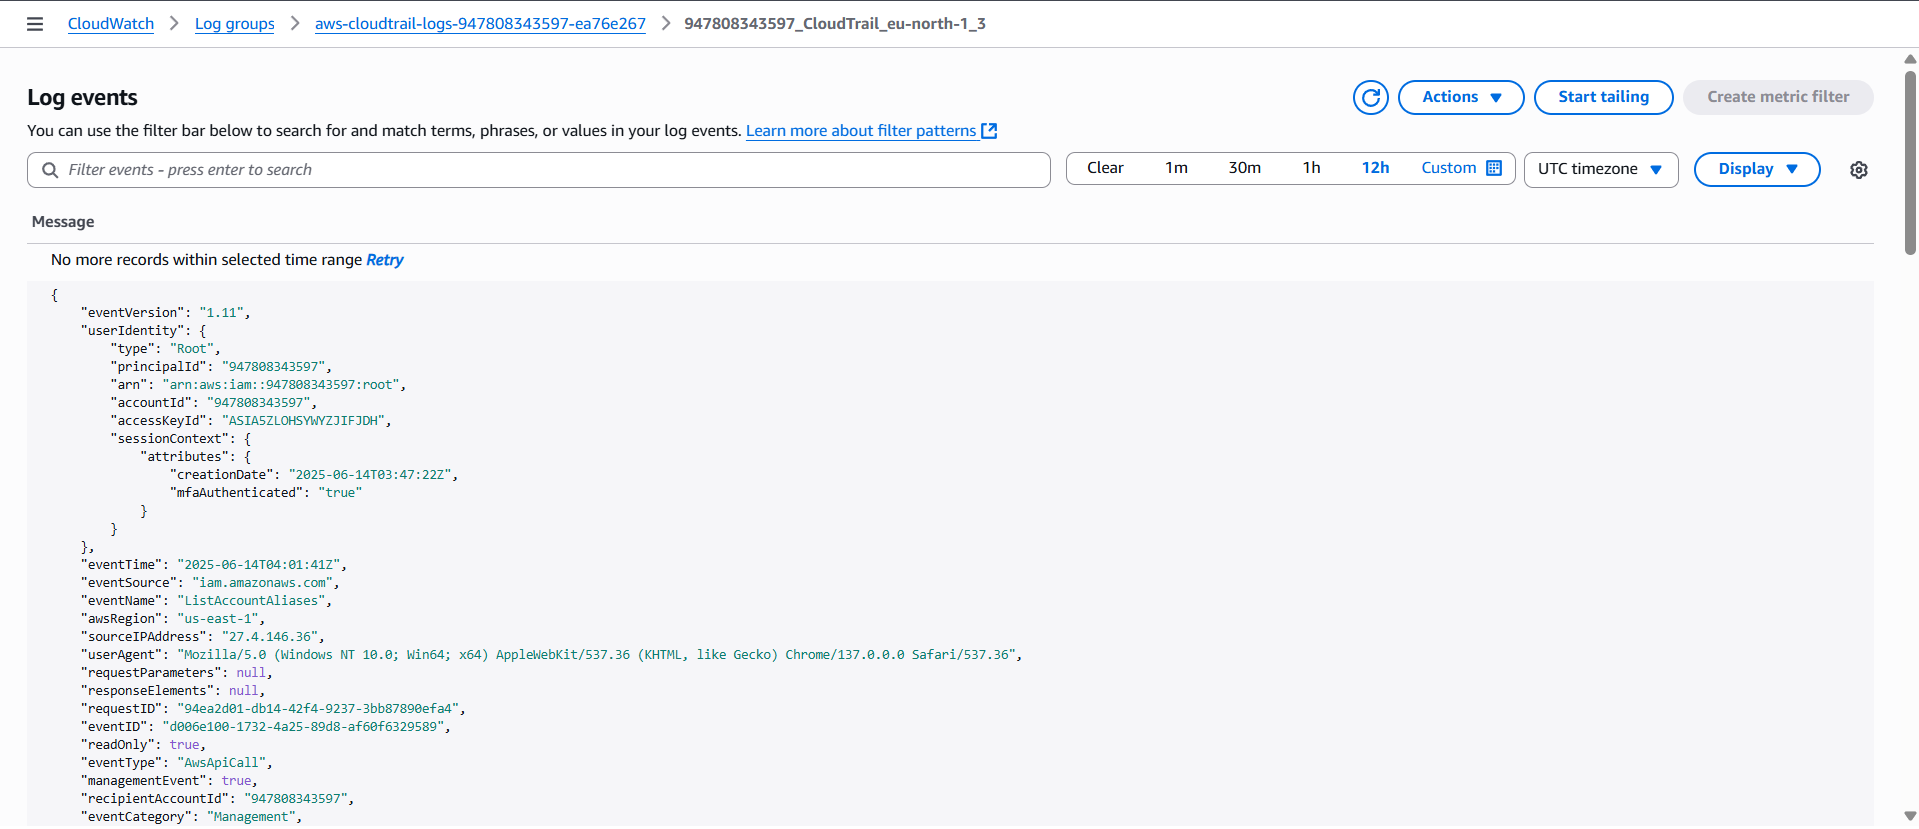 CloudWatch > Log groups > aws-cloudtrail-logs-947808343597-ea76e267 > 947808343597_CloudTrail_eu-north-1_3
Log events
Actions
Start tailing
Create metric filter
You can use the filter bar below to search for and match terms, phrases, or values in your log events. Learn more about filter patterns
Filter events - press enter to search
Clear 1m 30m 1h 12h Custom
UTC timezone
Display
Message
No more records within selected time range Retry
{
"eventVersion": "1.11",
"userIdentity": {
"type": "Root",
"principalId": "947808343597",
"arn": "arn:aws:iam::947808343597:root",
"accountId": "947808343597",
"accessKeyId": "ASIA5ZLOHSYWYZJIFJDH",
"sessionContext": {
"attributes": {
"creationDate": "2025-06-14T03:47:22Z",
"mfaAuthenticated": "true"
}
}
},
"eventTime": "2025-06-14T04:01:41Z",
"eventSource": "iam.amazonaws.com",
"eventName": "ListAccountAliases",
"awsRegion": "us-east-1",
"sourceIPAddress": "27.4.146.36",
"userAgent": "Mozilla/5.0 (Windows NT 10.0; Win64; x64) AppleWebKit/537.36 (KHTML, like Gecko) Chrome/137.0.0.0 Safari/537.36",
"requestParameters": null,
"responseElements": null,
"requestID": "94ea2d01-db14-42f4-9237-3bb87890efa4",
"eventID": "d006e100-1732-4a25-89d8-af60f6329589",
"readOnly": true,
"eventType": "AwsApiCall",
"managementEvent": true,
"recipientAccountId": "947808343597",
"eventCategory": "Management",